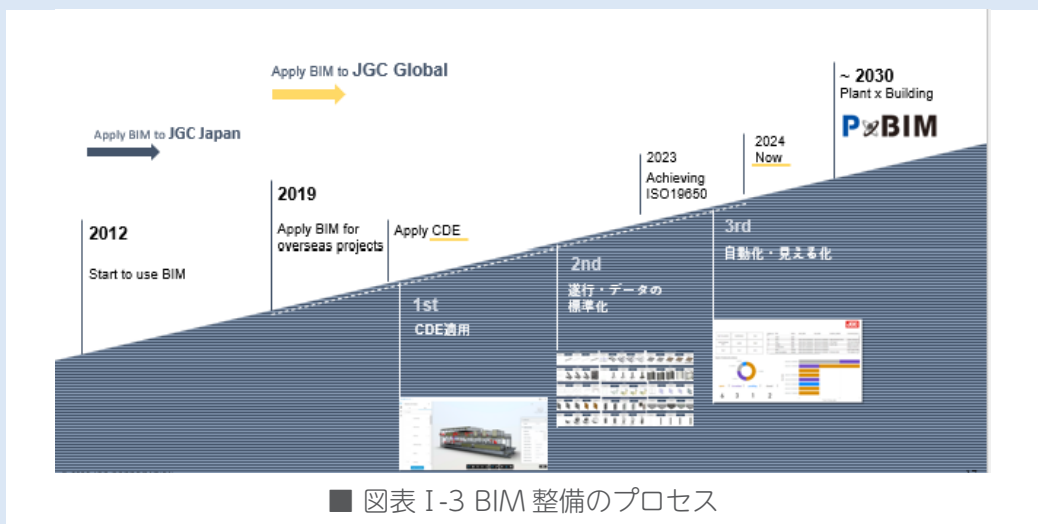 Apply BIM to JGC Global
Apply BIM to JGC Japan
~ 2030
Plant x Building
PxBIM
2024
Now
2023
Achieving
ISO19650
2019
Apply BIM for
overseas projects
Apply CDE
2012
Start to use BIM
1st
CDE適用
2nd
遂行・データの
標準化
3rd
自動化・見える化
JGC
■ 図表 I-3 BIM 整備のプロセス